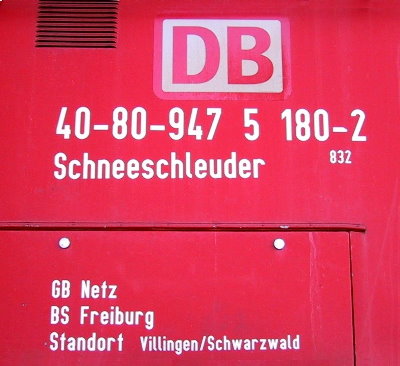 DB
40-80-947 5 180-2
Schneeschleuder 832
GB Netz
BS Freiburg
Standort Villingen/Schwarzwald